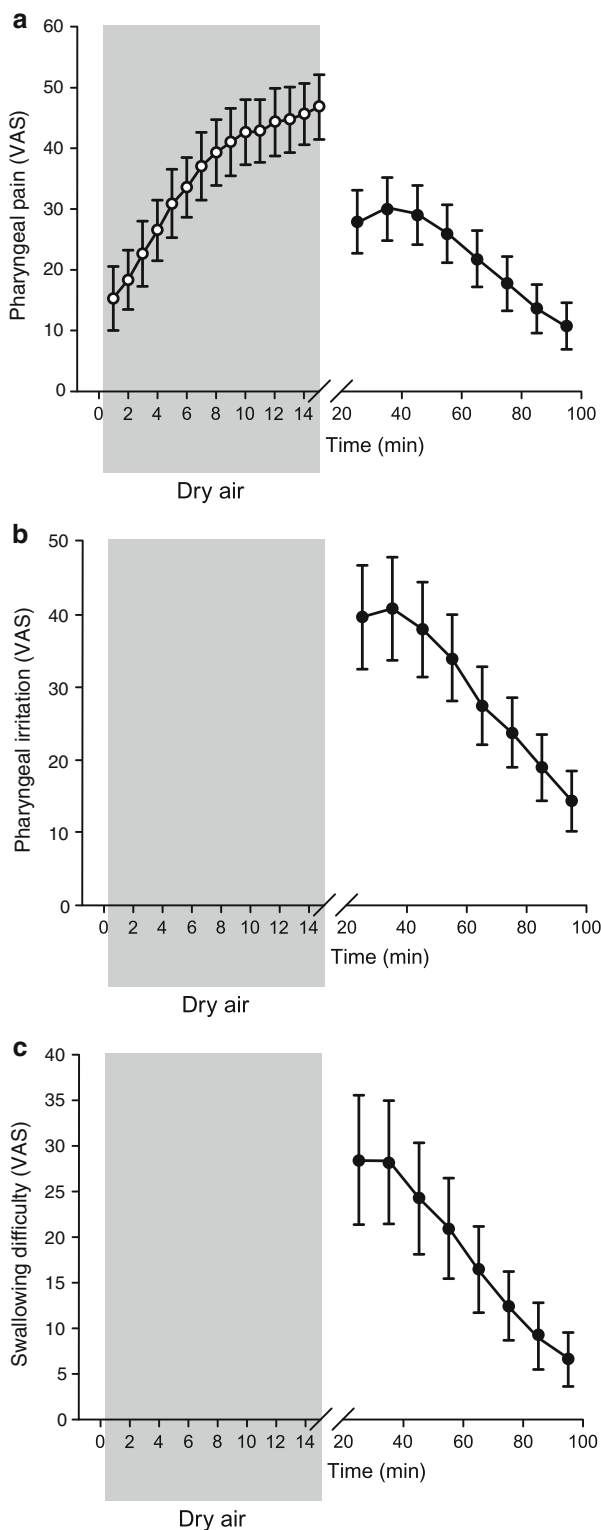 a
Pharyngeal pain (VAS)
60
50
40
30
20
10
0
0 2 4 6 8 10 12 14 20 40 60 80 100
Time (min)
Dry air
b
Pharyngeal irritation (VAS)
50
40
30
20
10
0
0 2 4 6 8 10 12 14 20 40 60 80 100
Time (min)
Dry air
c
Swallowing difficulty (VAS)
40
35
30
25
20
15
10
5
0
0 2 4 6 8 10 12 14 20 40 60 80 100
Time (min)
Dry air